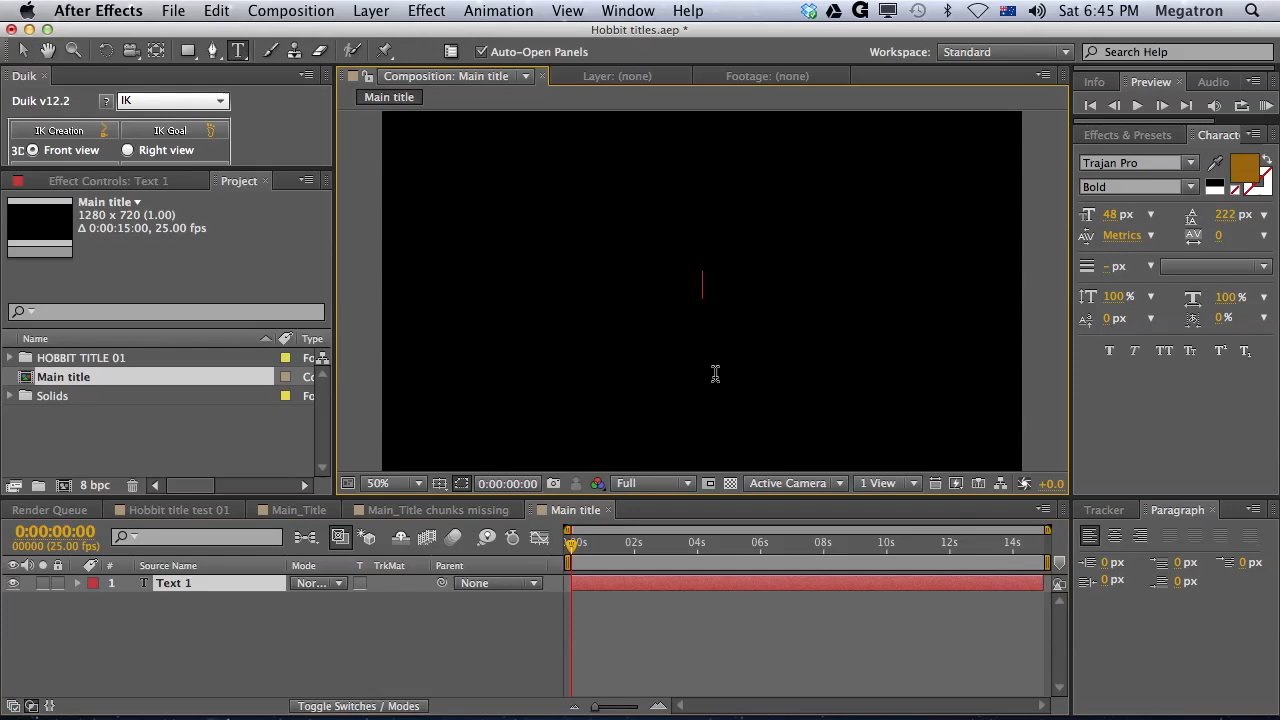 After Effects File Edit Composition Layer Effect Animation View Window Help Sat 6:45 PM Megatron
Hobbit titles.aep *
T Auto-Open Panels Workspace: Standard Search Help
Duik Composition: Main title Layer: (none) Footage: (none) Info Preview Audio
Duik v12.2 ? IK Main title
IK Creation IK Goal Effects & Presets Charact
3D Front view Right view
Trajan Pro
Effect Controls: Text 1 Project Bold
Main title
1280 x 720 (1.00) 48 px 222 px
Δ 0:00:15:00, 25.00 fps Metrics 0
- px
100 % 100 %
0 px 0 %
Name Type
HOBBIT TITLE 01 Fo
Main title Co
Solids Fo
8 bpc 50% 0:00:00:00 Full Active Camera 1 View +0.0
Render Queue Hobbit title test 01 Main_Title Main_Title chunks missing Main title Tracker Paragraph
0:00:00:00
00000 (25.00 fps) 00s 02s 04s 06s 08s 10s 12s 14s
# Source Name Mode T TrkMat Parent 0 px 0 px 0 px
1 T Text 1 Nor... None 0 px 0 px
Toggle Switches / Modes